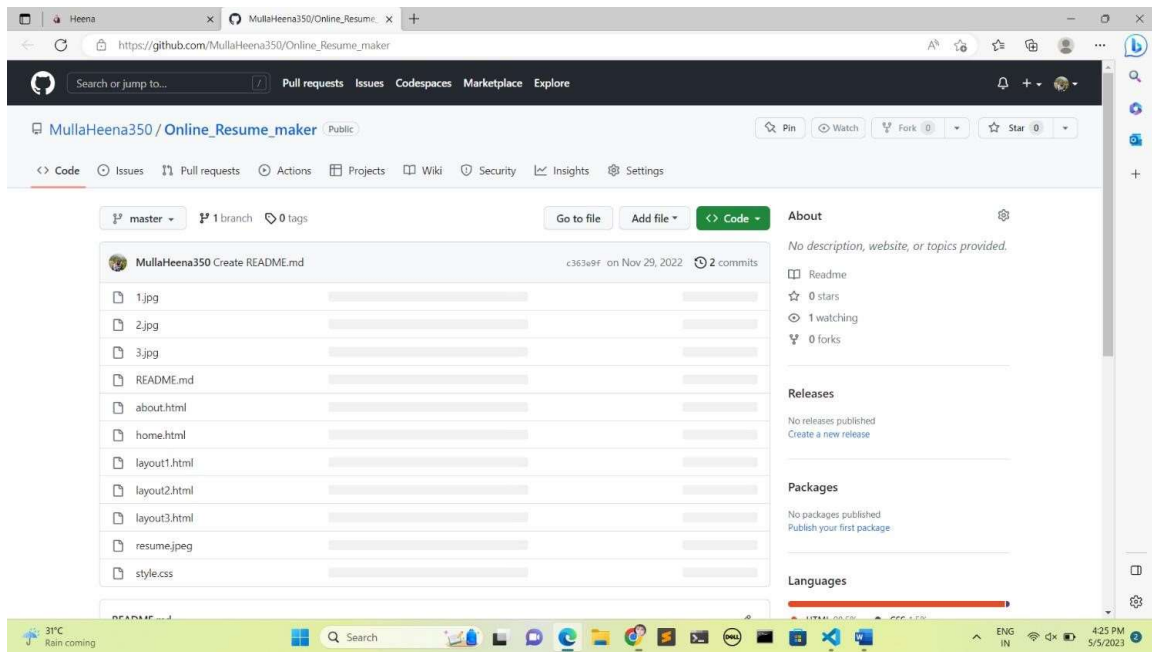 Heena
MullaHeena350/Online_Resume_
https://github.com/MullaHeena350/Online_Resume_maker
Search or jump to...
/
Pull requests Issues Codespaces Marketplace Explore
MullaHeena350 / Online_Resume_maker Public
Pin Watch Fork 0 Star 0
<> Code Issues Pull requests Actions Projects Wiki Security Insights Settings
master 1 branch 0 tags Go to file Add file <> Code
MullaHeena350 Create README.md c363a9f on Nov 29, 2022 2 commits
1.jpg
2.jpg
3.jpg
README.md
about.html
home.html
layout1.html
layout2.html
layout3.html
resume.jpeg
style.css
README.md
About
No description, website, or topics provided.
Readme
0 stars
1 watching
0 forks
Releases
No releases published
Create a new release
Packages
No packages published
Publish your first package
Languages
31°C
Rain coming
Search
DELL
ENG
IN
4:25 PM
5/5/2023
2